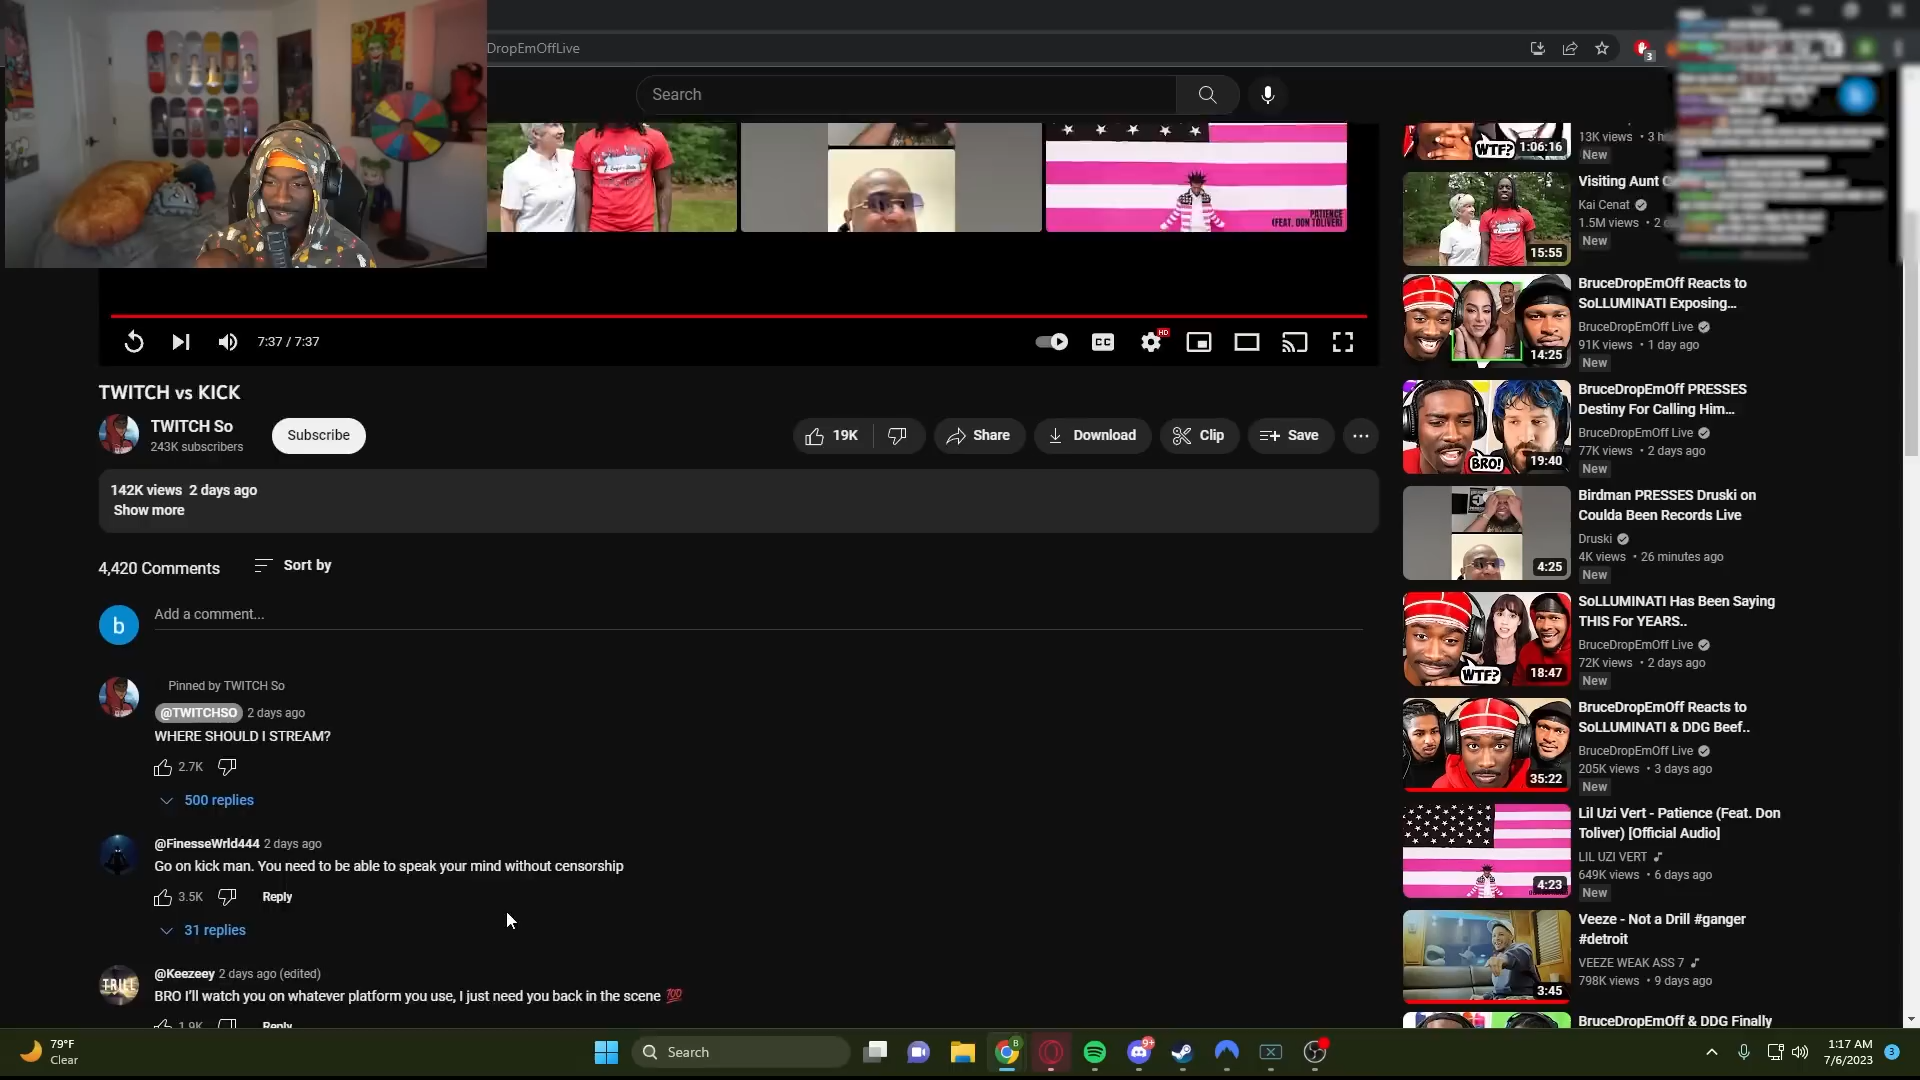 DropEmOffLive
Search
3
PATIENCE
(FEAT. DON TOLIVER)
7:37 / 7:37
CC
HD
TWITCH vs KICK
TWITCH So
243K subscribers
Subscribe
19K
Share
Download
Clip
Save
142K views 2 days ago
Show more
4,420 Comments
Sort by
b
Add a comment...
Pinned by TWITCH So
@TWITCHSO 2 days ago
WHERE SHOULD I STREAM?
2.7K
500 replies
@FinesseWrld444 2 days ago
Go on kick man. You need to be able to speak your mind without censorship
3.5K
Reply
31 replies
TRILL
@Keezeey 2 days ago (edited)
BRO I'll watch you on whatever platform you use, I just need you back in the scene 💯
1.9K
Reply
WTF?
1:06:16
13K views
New
Visiting Aunt
Kai Cenat
1.5M views
New
15:55
BruceDropEmOff Reacts to
SoLLUMINATI Exposing...
BruceDropEmOff Live
91K views • 1 day ago
New
14:25
BruceDropEmOff PRESSES
Destiny For Calling Him...
BruceDropEmOff Live
77K views • 2 days ago
New
BRO!
19:40
Birdman PRESSES Druski on
Coulda Been Records Live
Druski
4K views • 26 minutes ago
New
4:25
SoLLUMINATI Has Been Saying
THIS For YEARS..
BruceDropEmOff Live
72K views • 2 days ago
New
WTF?
18:47
BruceDropEmOff Reacts to
SoLLUMINATI & DDG Beef..
BruceDropEmOff Live
205K views • 3 days ago
New
35:22
Lil Uzi Vert - Patience (Feat. Don
Toliver) [Official Audio]
LIL UZI VERT
649K views • 6 days ago
New
4:23
Veeze - Not a Drill #ganger
#detroit
VEEZE WEAK ASS 7
798K views • 9 days ago
3:45
BruceDropEmOff & DDG Finally
79°F
Clear
Search
B
9+
1:17 AM
7/6/2023
3